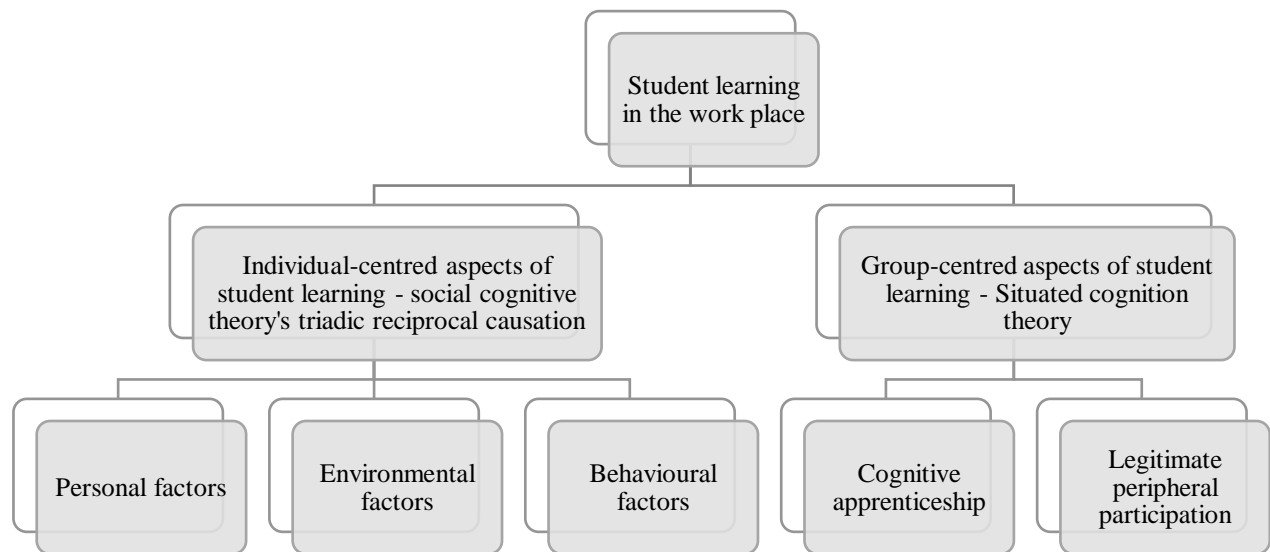 Student learning
in the work place
Individual-centred aspects of
student learning - social cognitive
theory's triadic reciprocal causation
Group-centred aspects of student
learning - Situated cognition
theory
Personal factors
Environmental
factors
Behavioural
factors
Cognitive
apprenticeship
Legitimate
peripheral
participation